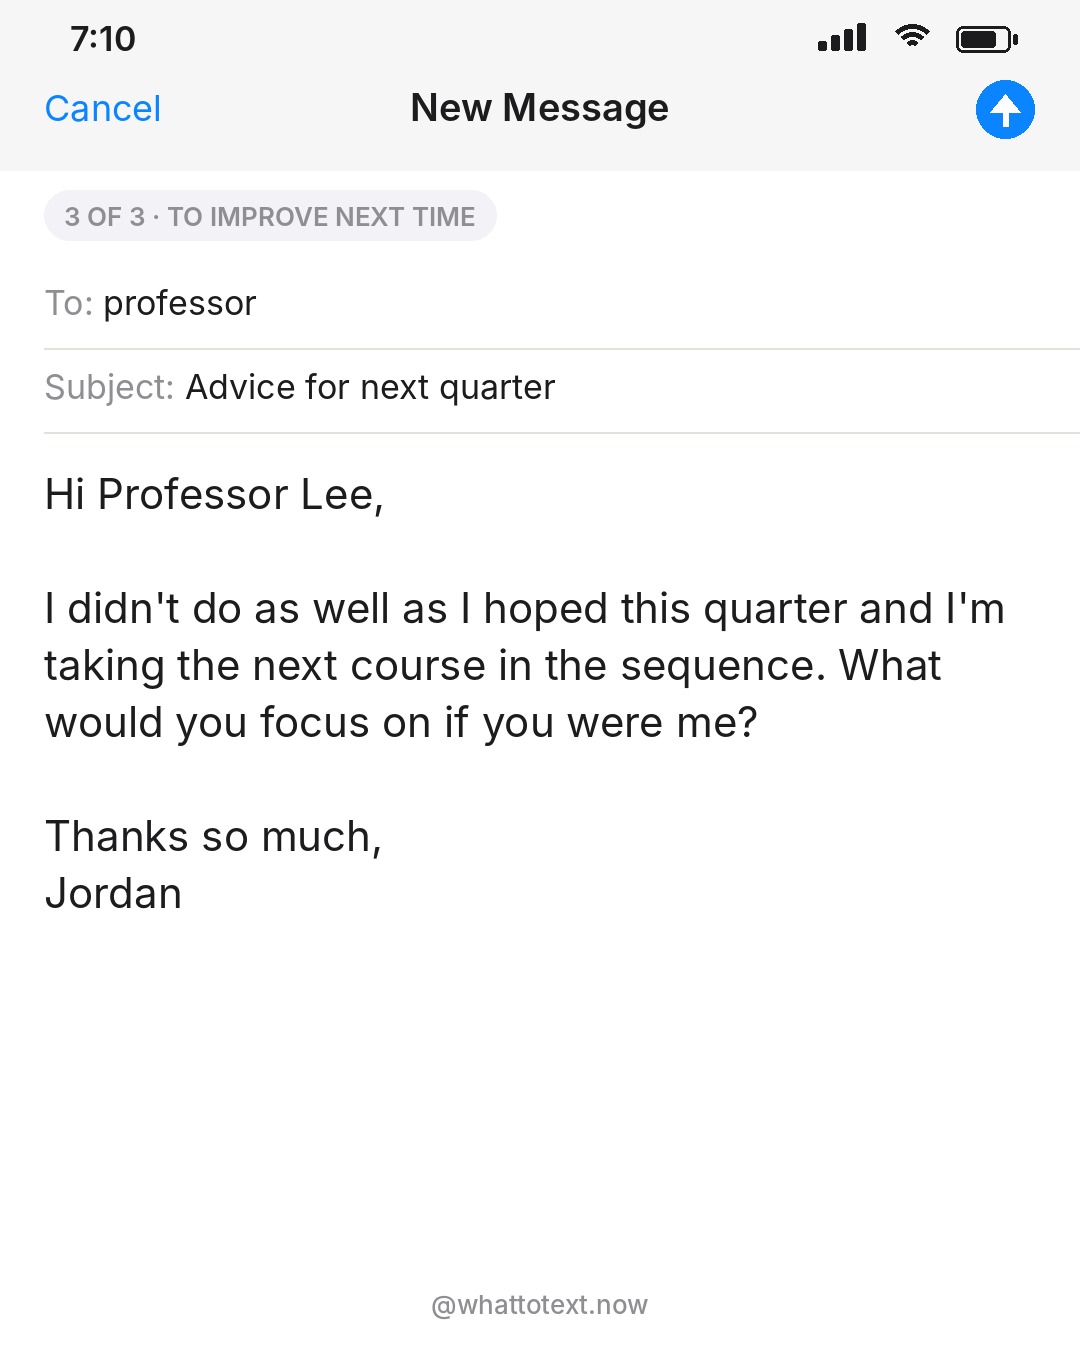 7:10
Cancel
New Message
3 OF 3 · TO IMPROVE NEXT TIME
To: professor
Subject: Advice for next quarter
Hi Professor Lee,
I didn't do as well as I hoped this quarter and I'm
taking the next course in the sequence. What
would you focus on if you were me?
Thanks so much,
Jordan
@whattotext.now